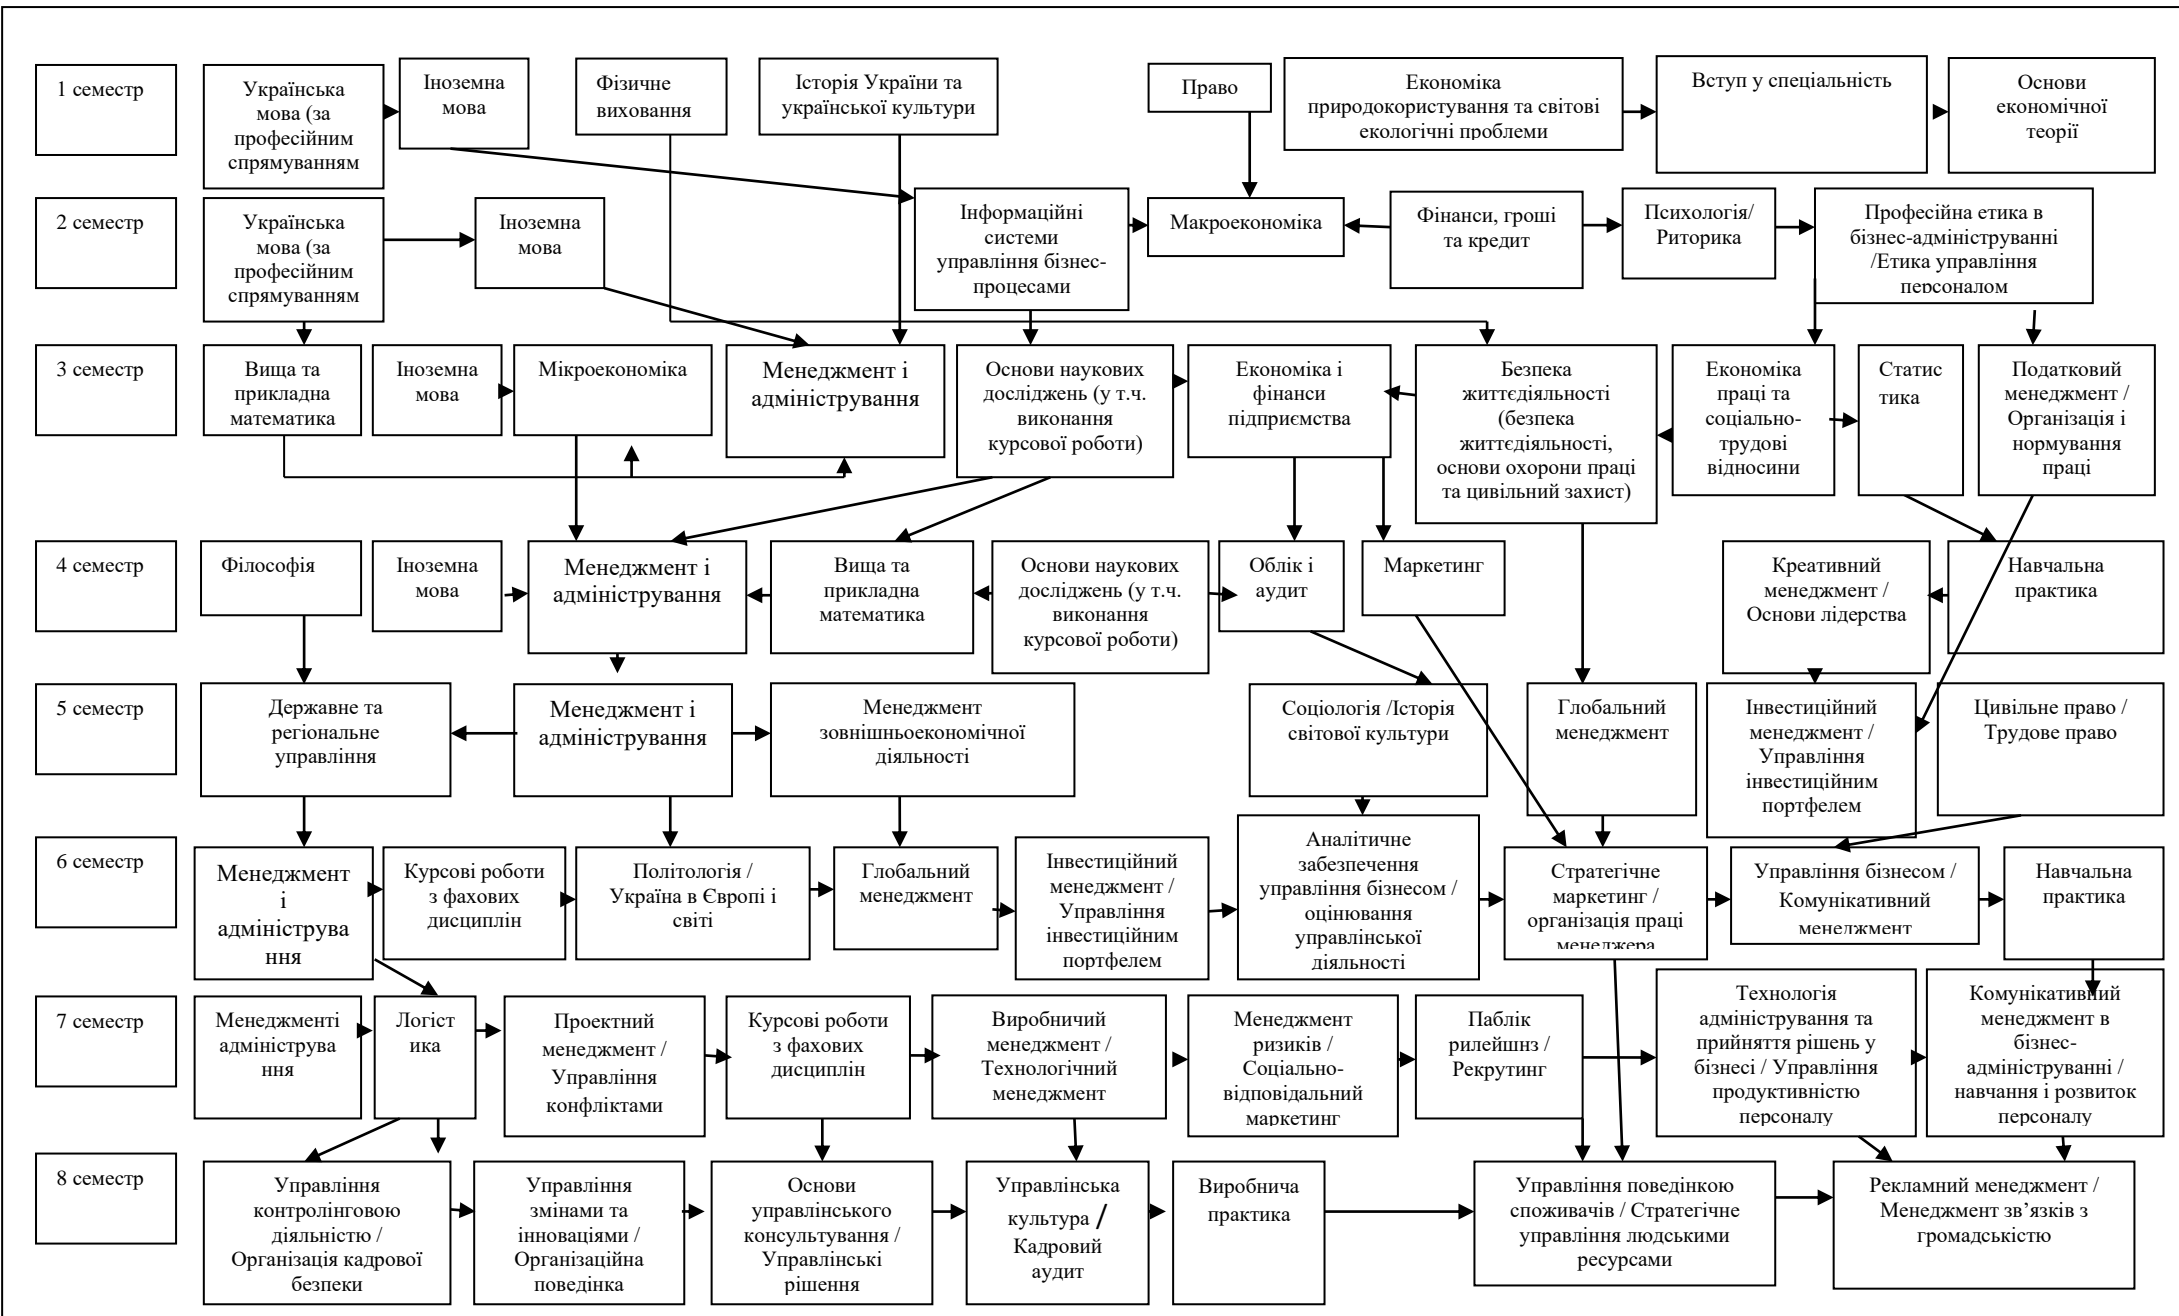 1 семестр
Українська
мова (за
професійним
спрямуванням
Іноземна
мова
Фізичне
виховання
Історія України та
української культури
Право
Економіка
природокористування та світові
екологічні проблеми
Вступ у спеціальність
Основи
економічної
теорії
2 семестр
Українська
мова (за
професійним
спрямуванням
Іноземна
мова
Інформаційні
системи
управління бізнес-
процесами
Макроекономіка
Фінанси, гроші
та кредит
Психологія/
Риторика
Професійна етика в
бізнес-адмініструванні
/Етика управління
персоналом
3 семестр
Вища та
прикладна
математика
Іноземна
мова
Мікроекономіка
Менеджмент і
адміністрування
Основи наукових
досліджень (у т.ч.
виконання
курсової роботи)
Економіка і
фінанси
підприємства
Безпека
життєдіяльності
(безпека
життєдіяльності,
основи охорони праці
та цивільний захист)
Економіка
праці та
соціально-
трудові
відносини
Статис
тика
Податковий
менеджмент /
Організація і
нормування
праці
4 семестр
Філософія
Іноземна
мова
Менеджмент і
адміністрування
Вища та
прикладна
математика
Основи наукових
досліджень (у т.ч.
виконання
курсової роботи)
Облік і
аудит
Маркетинг
Креативний
менеджмент /
Основи лідерства
Навчальна
практика
5 семестр
Державне та
регіональне
управління
Менеджмент і
адміністрування
Менеджмент
зовнішньоекономічної
діяльності
Соціологія /Історія
світової культури
Глобальний
менеджмент
Інвестиційний
менеджмент /
Управління
інвестиційним
портфелем
Цивільне право /
Трудове право
6 семестр
Менеджмент
і
адмініструва
ння
Курсові роботи
з фахових
дисциплін
Політологія /
Україна в Європі і
світі
Глобальний
менеджмент
Інвестиційний
менеджмент /
Управління
інвестиційним
портфелем
Аналітичне
забезпечення
управління бізнесом /
оцінювання
управлінської
діяльності
Стратегічне
маркетинг /
організація праці
менеджера
Управління бізнесом /
Комунікативний
менеджмент
Навчальна
практика
7 семестр
Менеджменті
адмініструва
ння
Логіст
ика
Проектний
менеджмент /
Управління
конфліктами
Курсові роботи
з фахових
дисциплін
Виробничий
менеджмент /
Технологічний
менеджмент
Менеджмент
ризиків /
Соціально-
відповідальний
маркетинг
Паблік
рилейшнз /
Рекрутинг
Технологія
адміністрування та
прийняття рішень у
бізнесі / Управління
продуктивністю
персоналу
Комунікативний
менеджмент в
бізнес-
адмініструванні /
навчання і розвиток
персоналу
8 семестр
Управління
контролінговою
діяльністю /
Організація кадрової
безпеки
Управління
змінами та
інноваціями /
Організаційна
поведінка
Основи
управлінського
консультування /
Управлінські
рішення
Управлінська
культура /
Кадровий
аудит
Виробнича
практика
Управління поведінкою
споживачів / Стратегічне
управління людськими
ресурсами
Рекламний менеджмент /
Менеджмент зв’язків з
громадськістю